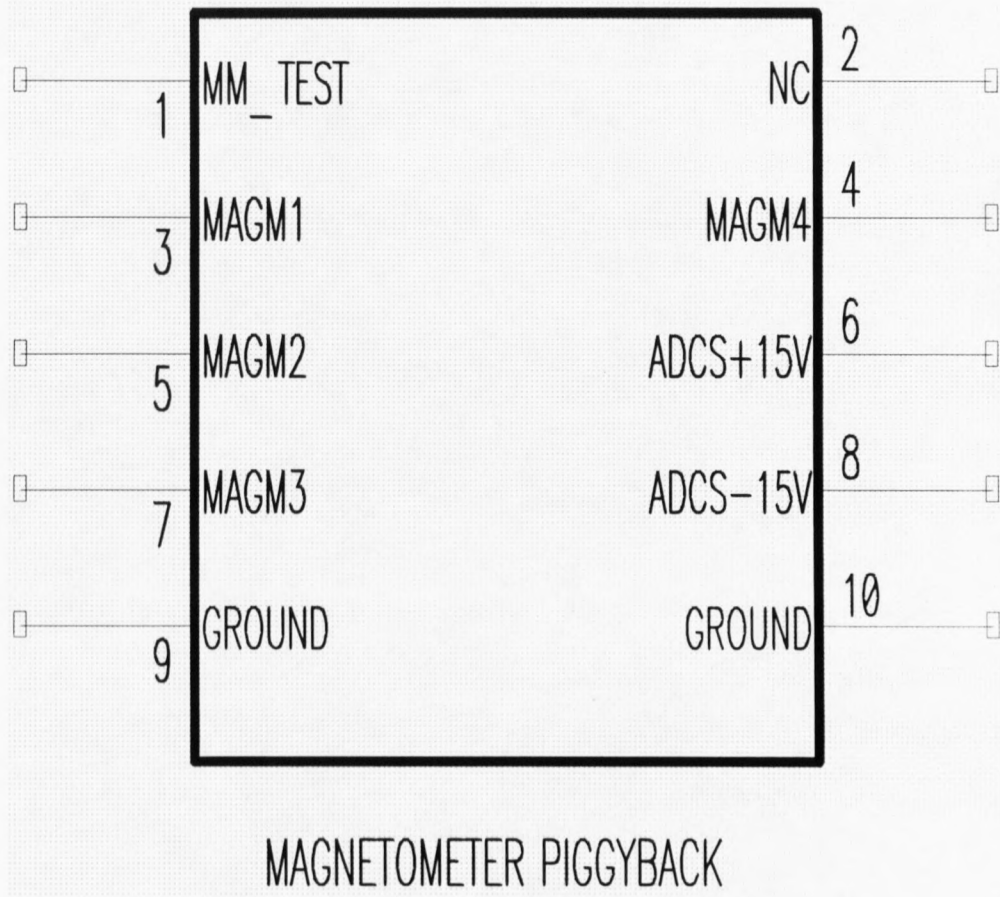 MM_TEST NC 2
1
MAGM1 MAGM4 4
3
MAGM2 ADCS+15V 6
5
MAGM3 ADCS-15V 8
7
GROUND GROUND 10
9
MAGNETOMETER PIGGYBACK